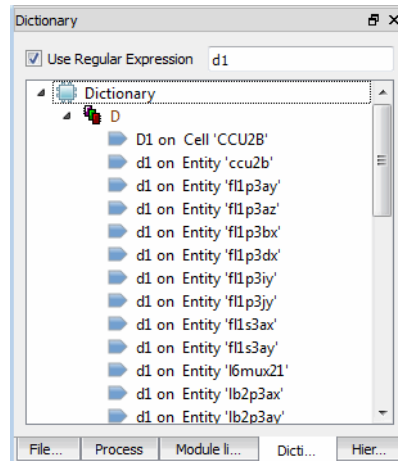 Dictionary
Use Regular Expression d1
Dictionary
D
D1 on Cell 'CCU2B'
d1 on Entity 'ccu2b'
d1 on Entity 'fl1p3ay'
d1 on Entity 'fl1p3az'
d1 on Entity 'fl1p3bx'
d1 on Entity 'fl1p3dx'
d1 on Entity 'fl1p3iy'
d1 on Entity 'fl1p3jy'
d1 on Entity 'fl1s3ax'
d1 on Entity 'fl1s3ay'
d1 on Entity 'l6mux21'
d1 on Entity 'lb2p3ax'
d1 on Entity 'lb2p3ay'
File... Process Module li... Dicti... Hier...